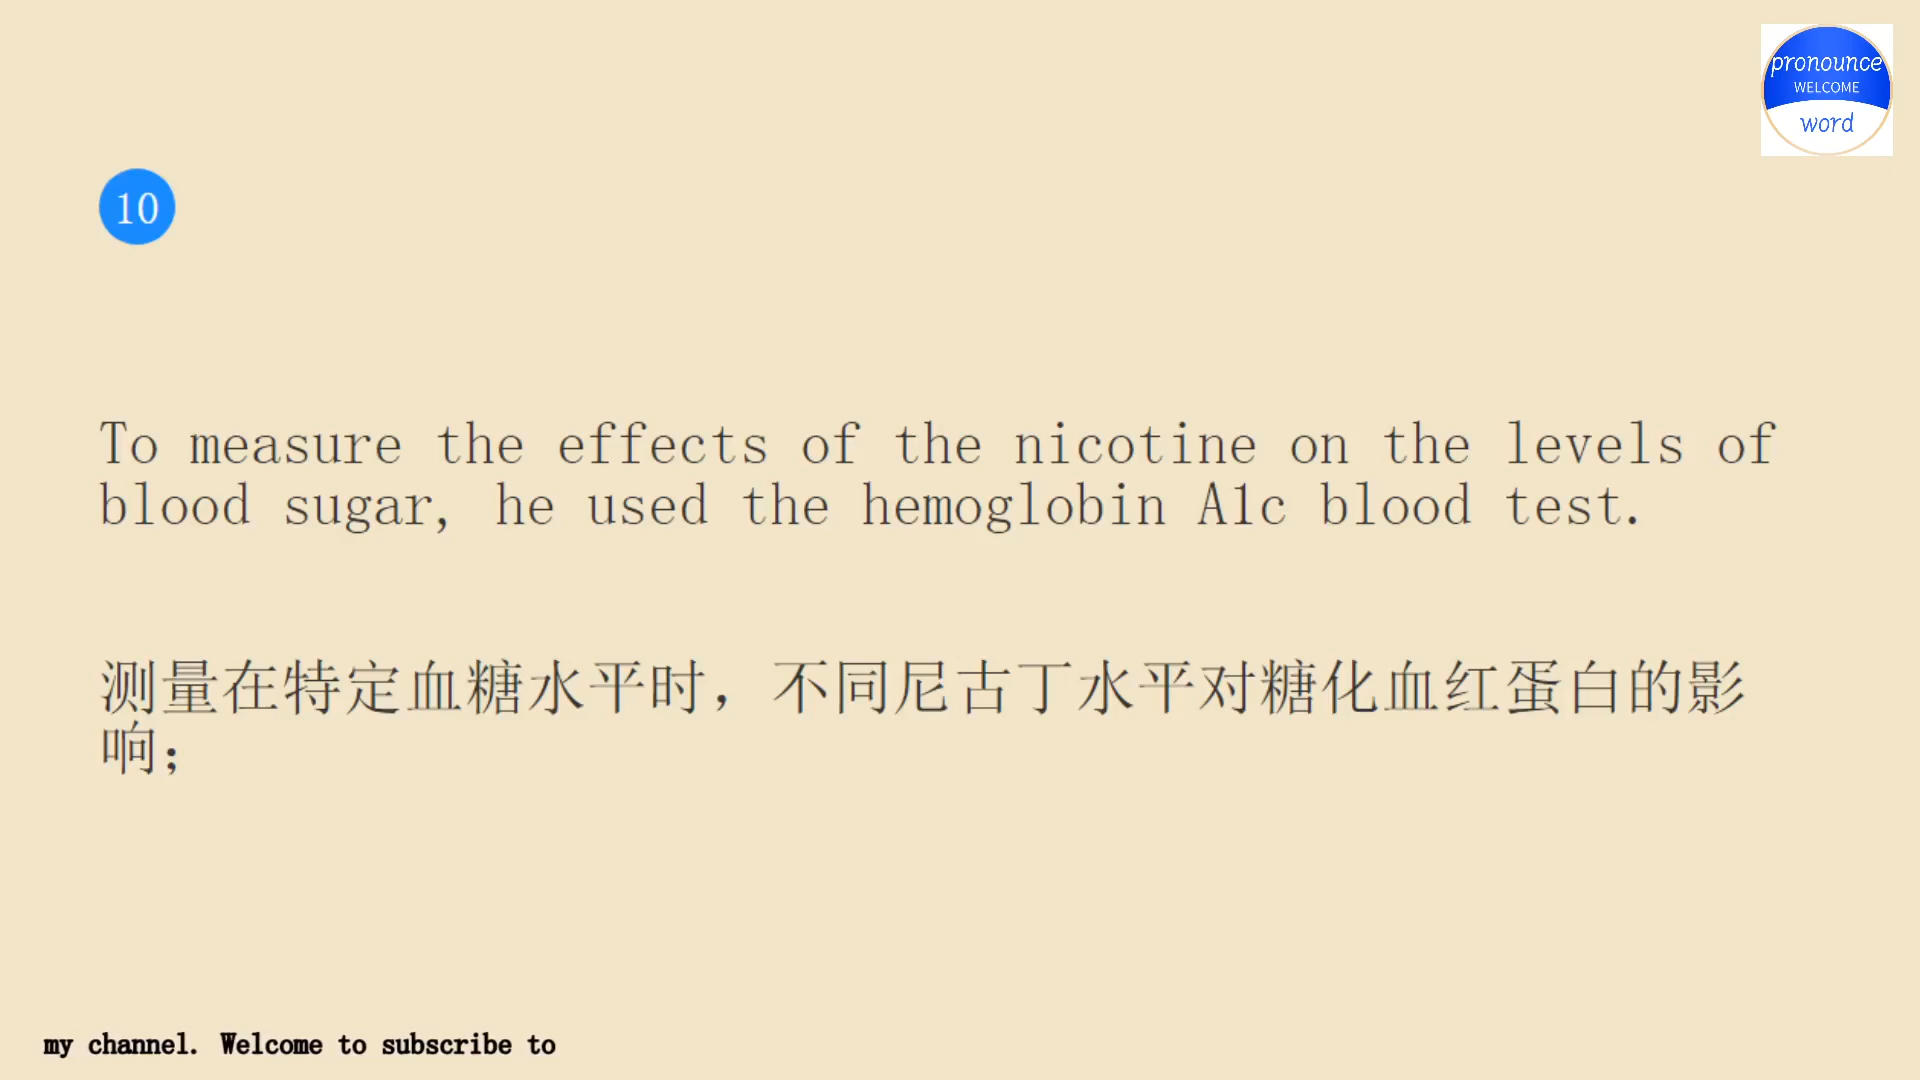 pronounce
WELCOME
word
10
To measure the effects of the nicotine on the levels of
blood sugar, he used the hemoglobin A1c blood test.
测量在特定血糖水平时，不同尼古丁水平对糖化血红蛋白的影
响；
my channel. Welcome to subscribe to